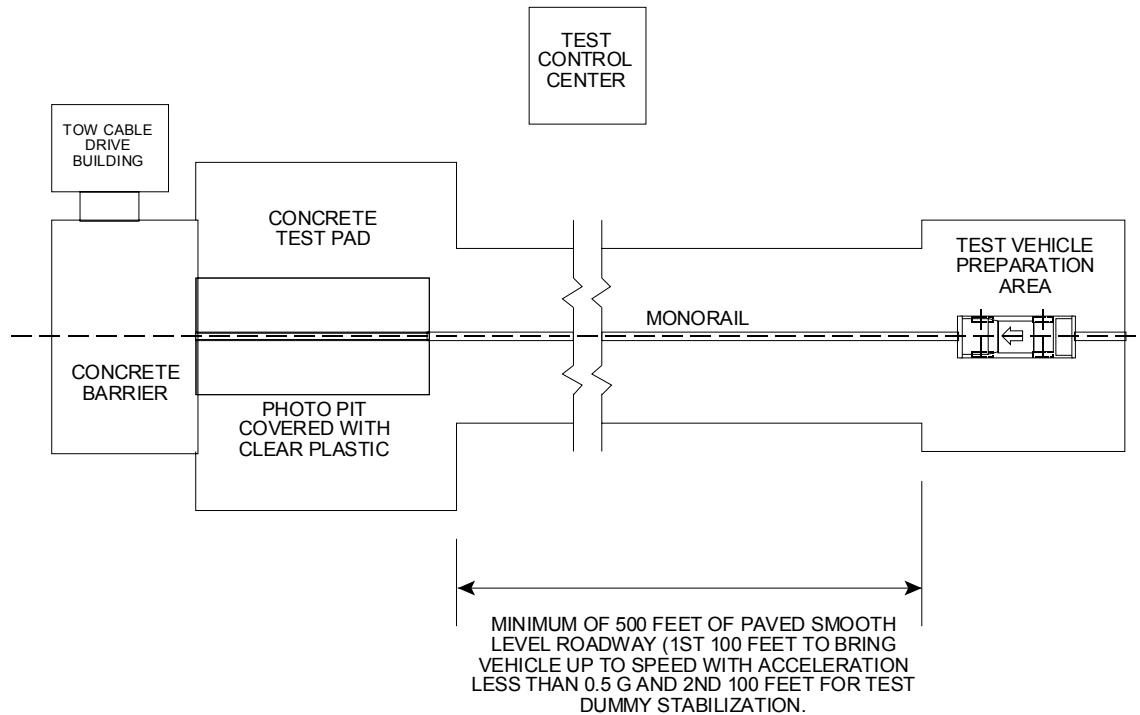 TEST
CONTROL
CENTER
TOW CABLE
DRIVE
BUILDING
CONCRETE
TEST PAD
TEST VEHICLE
PREPARATION
AREA
MONORAIL
CONCRETE
BARRIER
PHOTO PIT
COVERED WITH
CLEAR PLASTIC
MINIMUM OF 500 FEET OF PAVED SMOOTH
LEVEL ROADWAY (1ST 100 FEET TO BRING
VEHICLE UP TO SPEED WITH ACCELERATION
LESS THAN 0.5 G AND 2ND 100 FEET FOR TEST
DUMMY STABILIZATION.